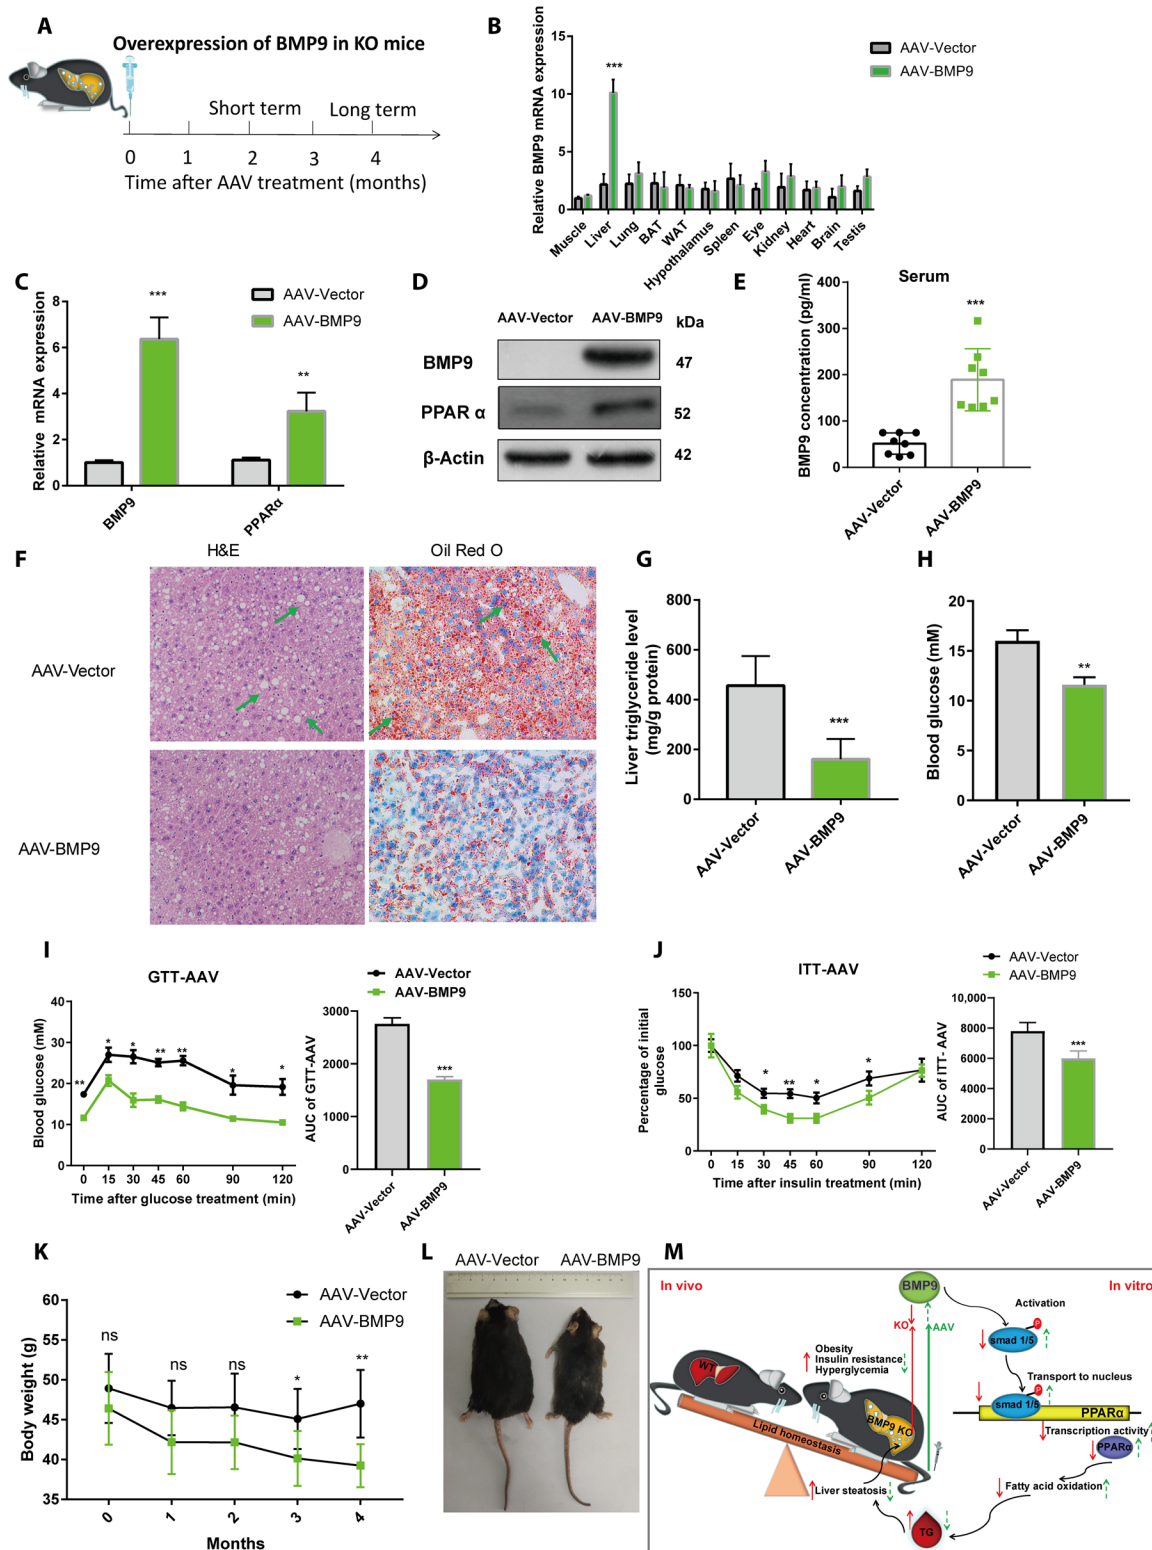 A
Overexpression of BMP9 in KO mice
Short term
Long term
0 1 2 3 4
Time after AAV treatment (months)
B
Relative BMP9 mRNA expression
15
10
5
0
***
AAV-Vector
AAV-BMP9
Muscle
Liver
Lung
BAT
WAT
Hypothalamus
Spleen
Eye
Kidney
Heart
Brain
Testis
C
Relative mRNA expression
8
6
4
2
0
***
**
AAV-Vector
AAV-BMP9
BMP9
PPARα
D
AAV-Vector AAV-BMP9 kDa
BMP9 47
PPAR α 52
β-Actin 42
E
Serum
BMP9 concentration (pg/ml)
400
300
200
100
0
***
AAV-Vector
AAV-BMP9
F
H&E
Oil Red O
AAV-Vector
AAV-BMP9
G
Liver triglyceride level
(mg/g protein)
800
600
400
200
0
***
AAV-Vector
AAV-BMP9
H
Blood glucose (mM)
20
15
10
5
0
**
AAV-Vector
AAV-BMP9
I
GTT-AAV
AAV-Vector
AAV-BMP9
Blood glucose (mM)
40
30
20
10
0
** * * ** ** * *
0 15 30 45 60 90 120
Time after glucose treatment (min)
AUC of GTT-AAV
3000
2000
1000
0
***
AAV-Vector
AAV-BMP9
J
ITT-AAV
AAV-Vector
AAV-BMP9
Percentage of initial
glucose
150
100
50
0
* ** * *
0 15 30 45 60 90 120
Time after insulin treatment (min)
AUC of ITT- AAV
10,000
8000
6000
4000
2000
0
***
AAV-Vector
AAV-BMP9
K
AAV-Vector
AAV-BMP9
Body weight (g)
60
55
50
45
40
35
ns ns ns * **
0 1 2 3 4
Months
L
AAV-Vector AAV-BMP9
M
In vivo
In vitro
BMP9
KO
AAV
Activation
P
smad 1/5
Transport to nucleus
P
smad 1/5
PPARα
Transcription activity
PPARα
Fatty acid oxidation
TG
Liver steatosis
Obesity
Insulin resistance
Hyperglycemia
WT
BMP9 KO
Lipid homeostasis